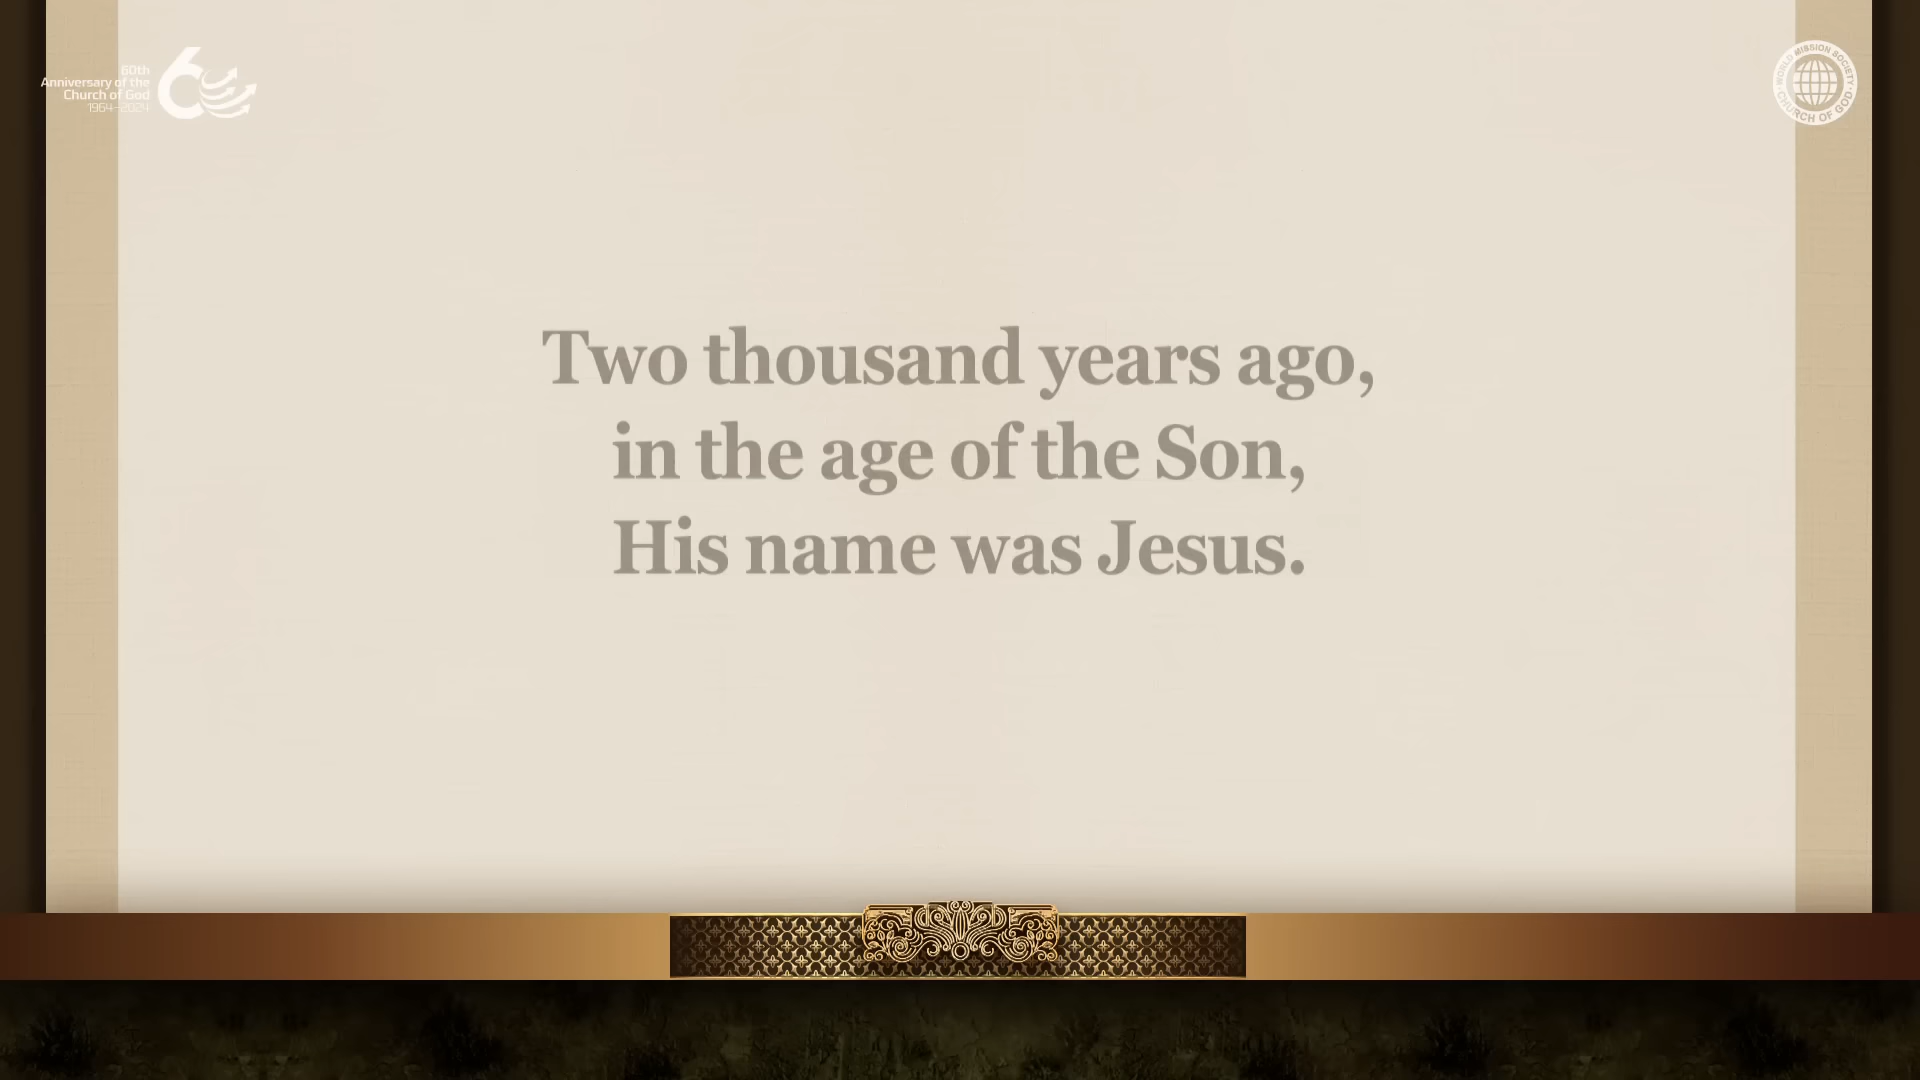 60th
Anniversary of the
Church of God
1964-2024
WORLD MISSION SOCIETY
CHURCH OF GOD
Two thousand years ago,
in the age of the Son,
His name was Jesus.